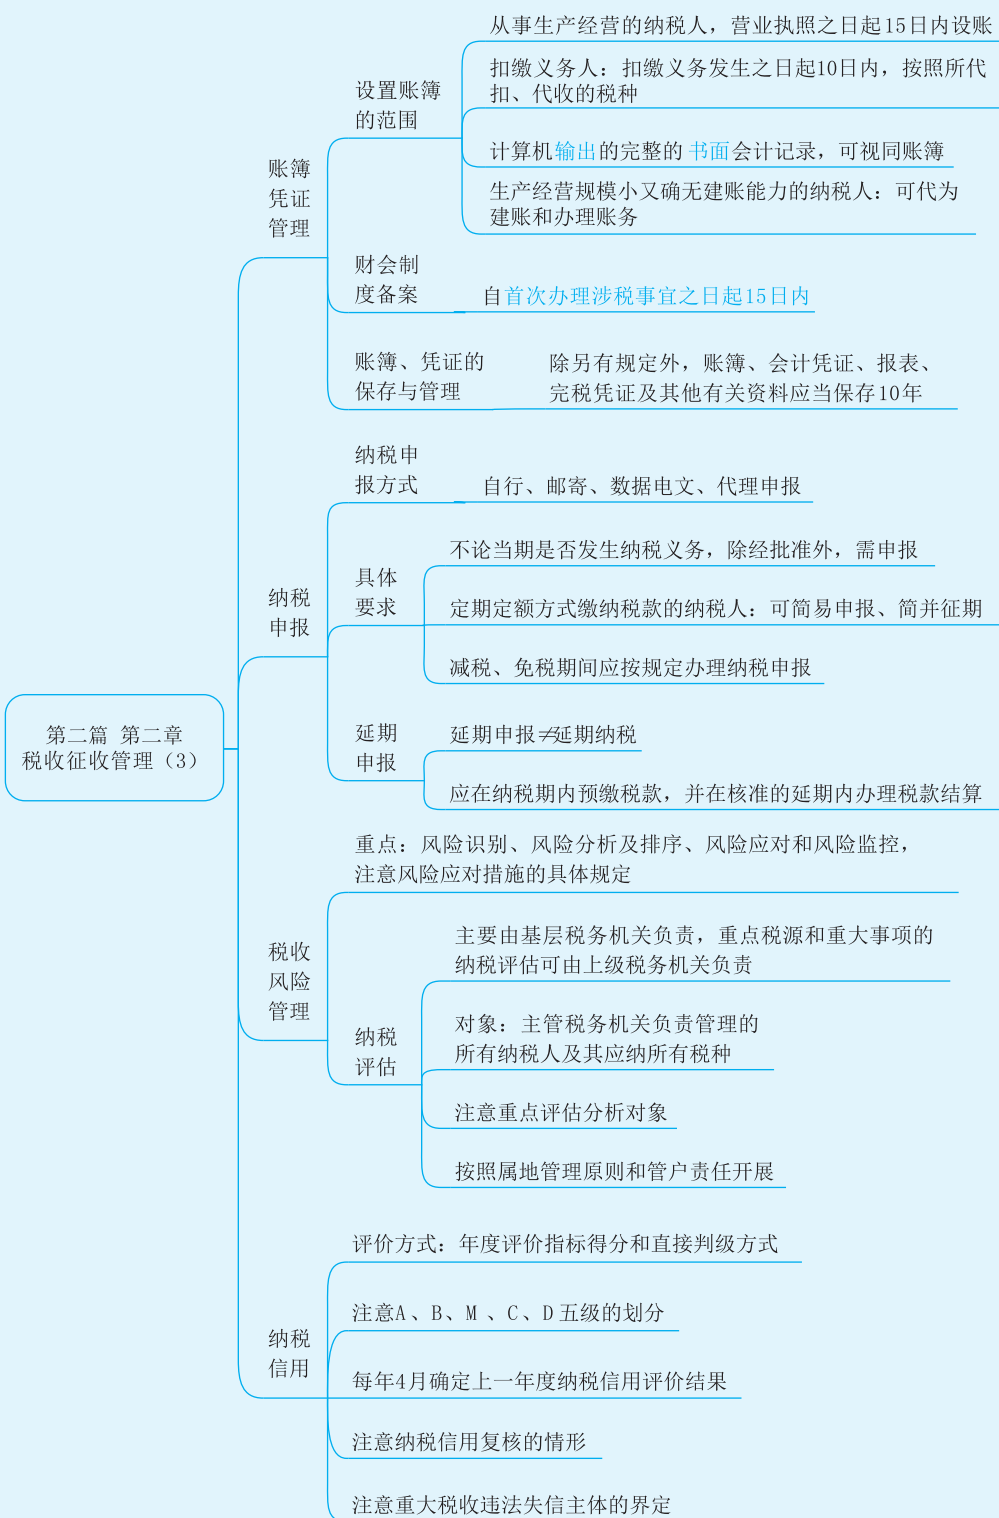 从事生产经营的纳税人，营业执照之日起15日内设账
扣缴义务人：扣缴义务发生之日起10日内，按照所代
扣、代收的税种
设置账簿
的范围
计算机输出的完整的书面会计记录，可视同账簿
生产经营规模小又确无建账能力的纳税人：可代为
建账和办理账务
账簿
凭证
管理
财会制
度备案
自首次办理涉税事宜之日起15日内
账簿、凭证的
保存与管理
除另有规定外，账簿、会计凭证、报表、
完税凭证及其他有关资料应当保存10年
纳税申
报方式
自行、邮寄、数据电文、代理申报
不论当期是否发生纳税义务，除经批准外，需申报
具体
要求
定期定额方式缴纳税款的纳税人：可简易申报、简并征期
纳税
申报
减税、免税期间应按规定办理纳税申报
延期
申报
延期申报≠延期纳税
应在纳税期内预缴税款，并在核准的延期内办理税款结算
第二篇 第二章
税收征收管理（3）
重点：风险识别、风险分析及排序、风险应对和风险监控，
注意风险应对措施的具体规定
税收
风险
管理
主要由基层税务机关负责，重点税源和重大事项的
纳税评估可由上级税务机关负责
纳税
评估
对象：主管税务机关负责管理的
所有纳税人及其应纳所有税种
注意重点评估分析对象
按照属地管理原则和管户责任开展
评价方式：年度评价指标得分和直接判级方式
注意A、B、M、C、D五级的划分
纳税
信用
每年4月确定上一年度纳税信用评价结果
注意纳税信用复核的情形
注意重大税收违法失信主体的界定